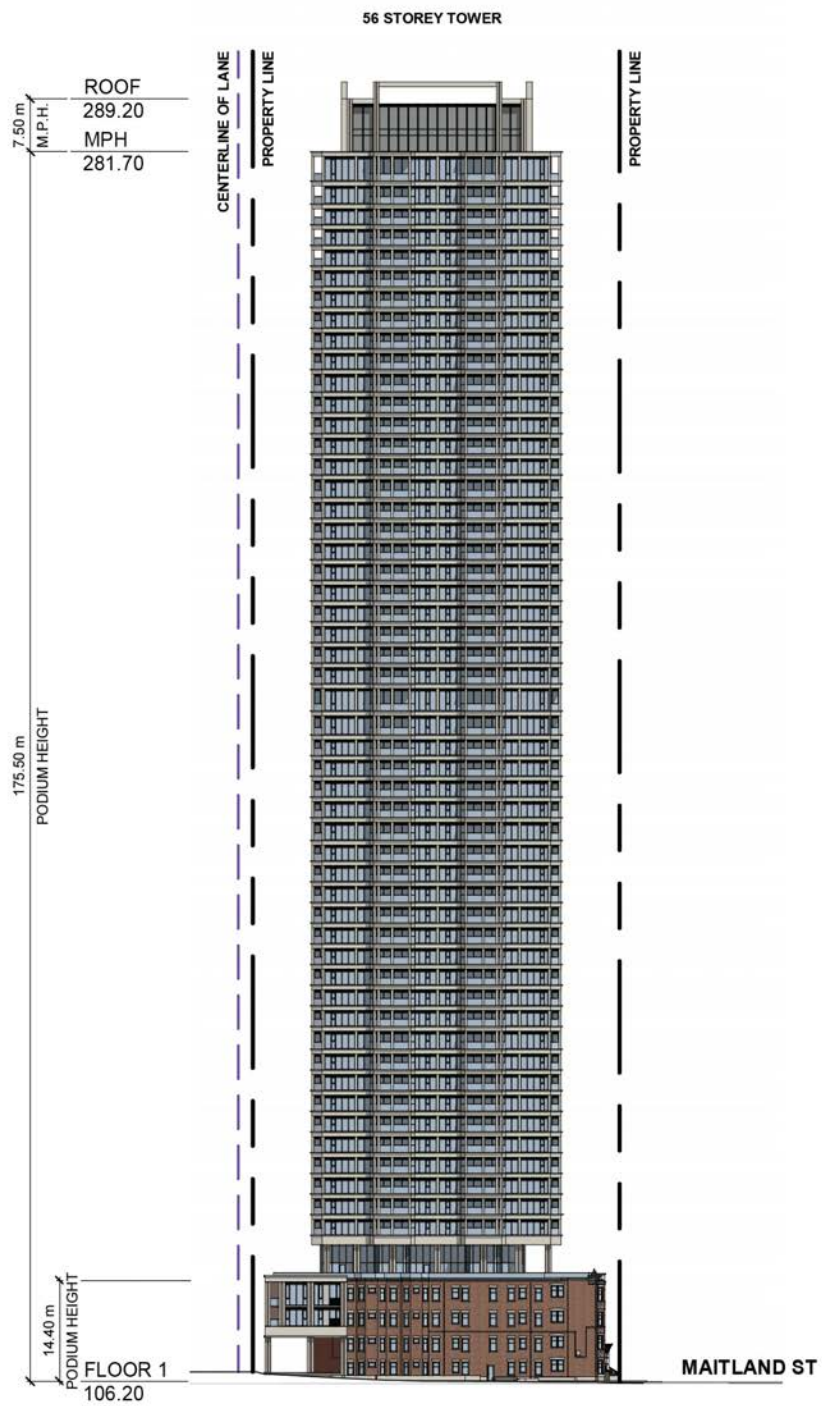 56 STOREY TOWER
CENTERLINE OF LANE
PROPERTY LINE
PROPERTY LINE
ROOF
289.20
7.50 m
M.P.H.
MPH
281.70
175.50 m
PODIUM HEIGHT
14.40 m
PODIUM HEIGHT
FLOOR 1
106.20
MAITLAND ST